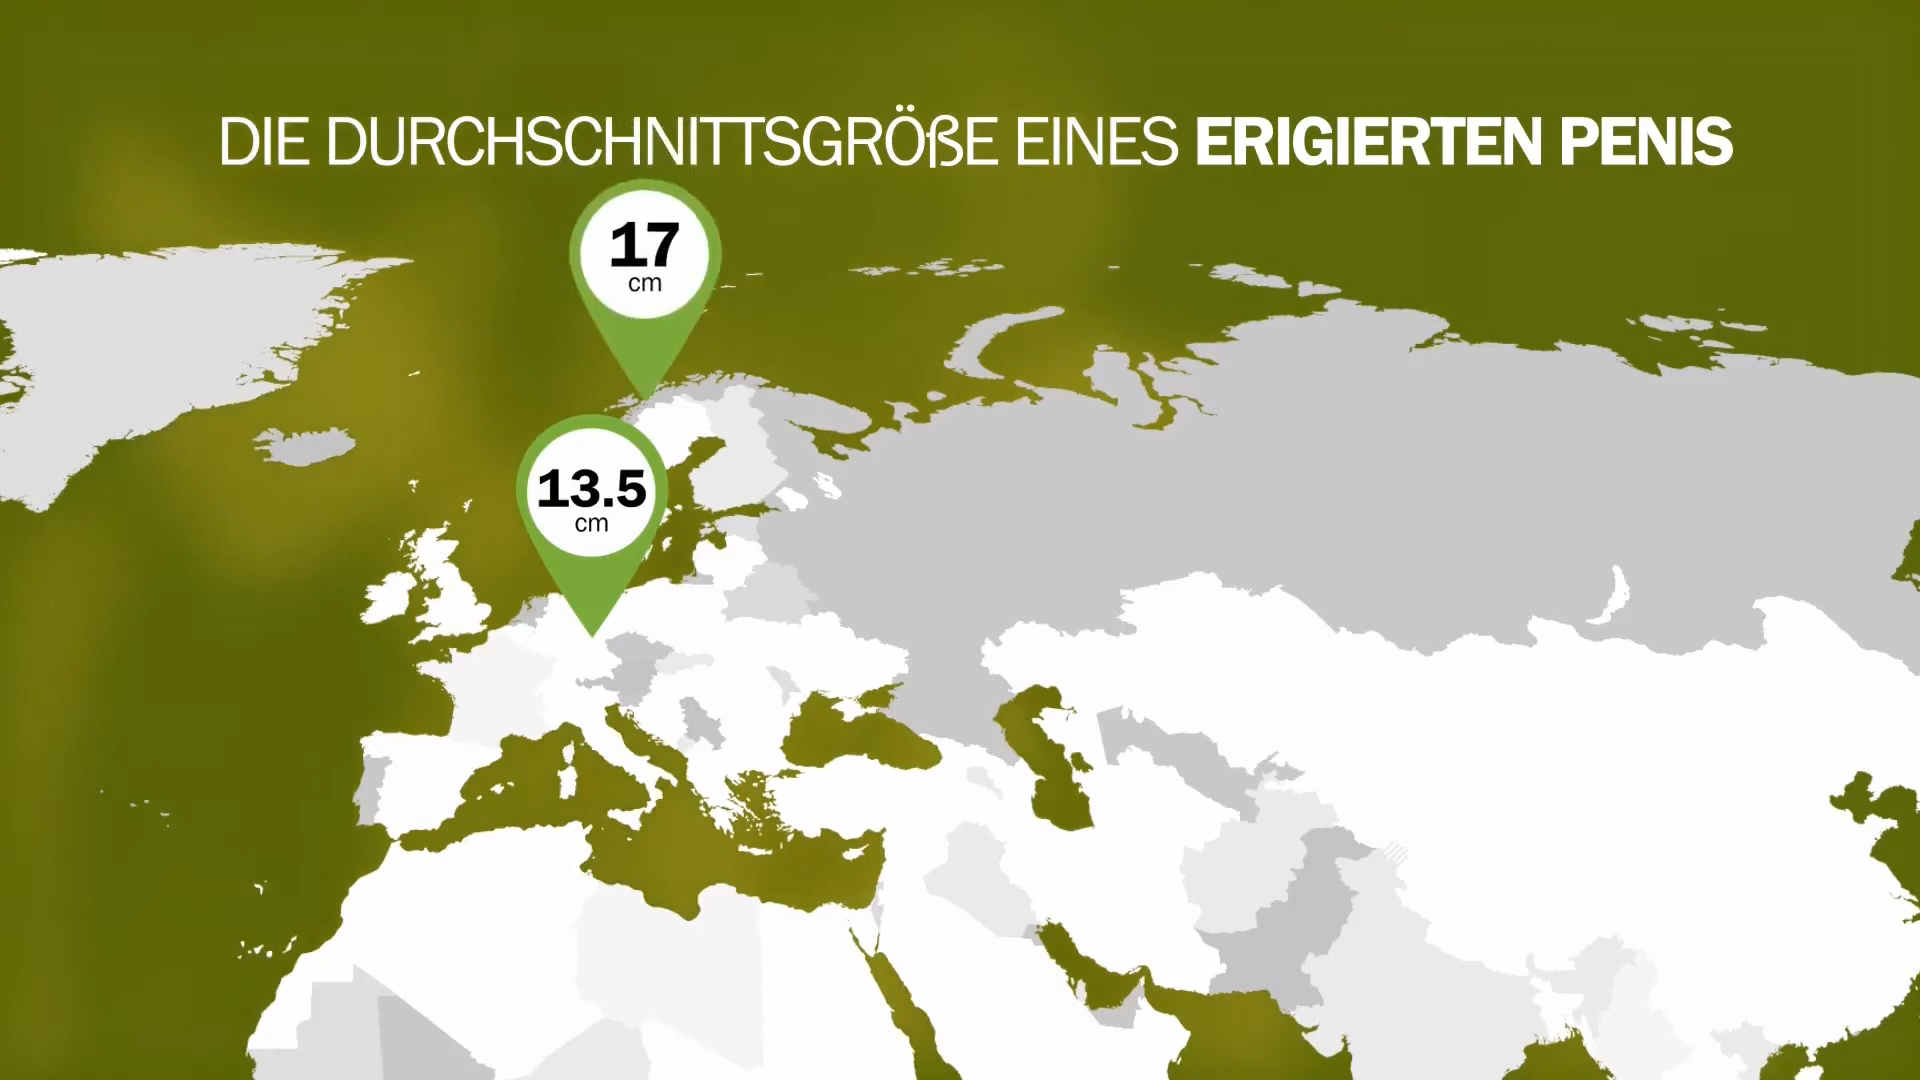 DIE DURCHSCHNITTSGRÖßE EINES ERIGIERTEN PENIS
17
cm
13.5
cm